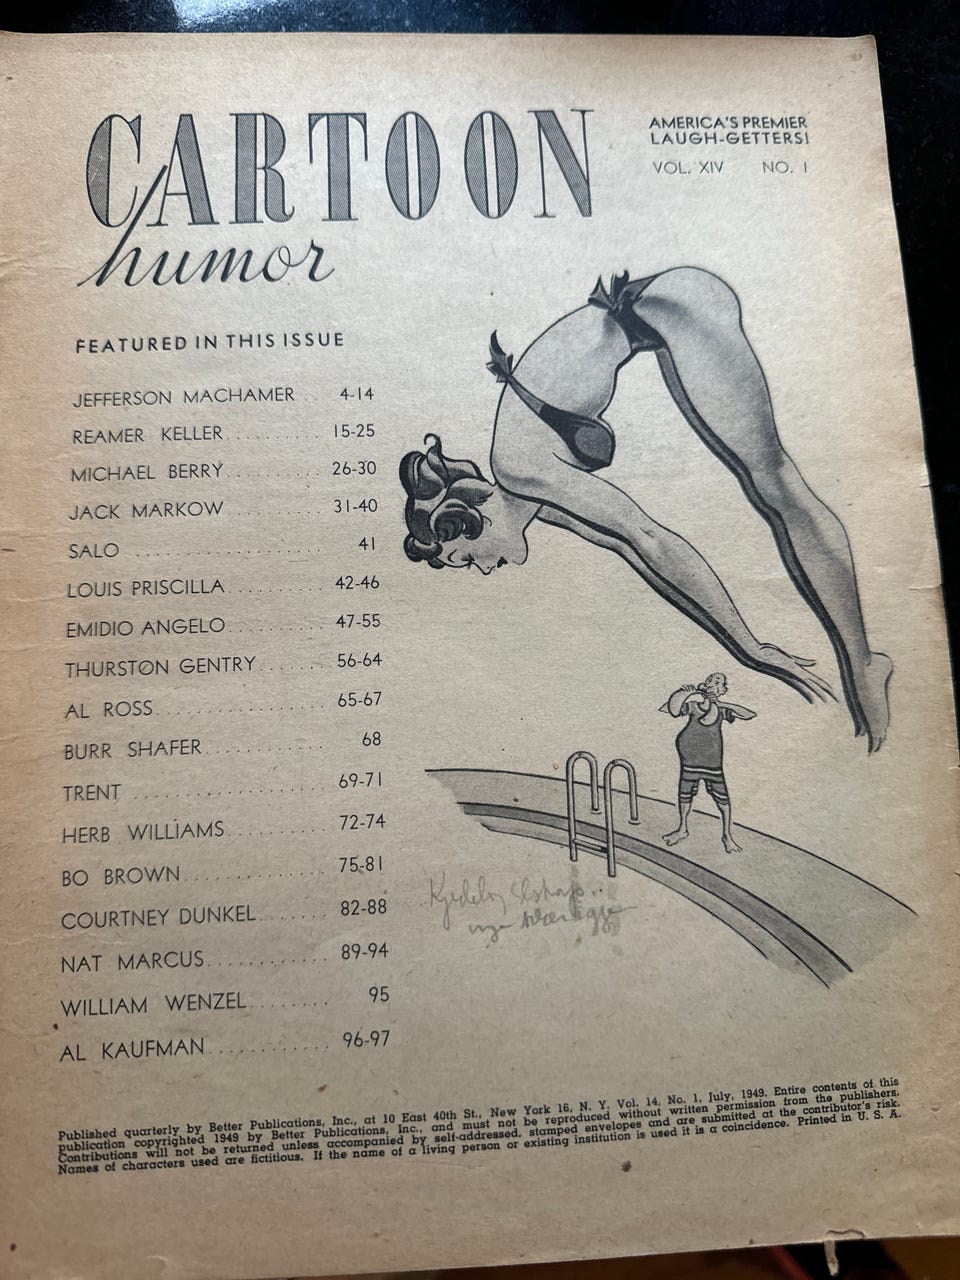 CARTOON
humor
AMERICA'S PREMIER
LAUGH-GETTERS!
VOL. XIV NO. 1
FEATURED IN THIS ISSUE
JEFFERSON MACHAMER .. 4-14
REAMER KELLER.......... 15-25
MICHAEL BERRY.......... 26-30
JACK MARKOW .......... 31-40
SALO .................... 41
LOUIS PRISCILLA.......... 42-46
EMIDIO ANGELO.......... 47-55
THURSTON GENTRY....... 56-64
AL ROSS................. 65-67
BURR SHAFER............ 68
TRENT .................. 69-71
HERB WILLIAMS.......... 72-74
BO BROWN.............. 75-81
COURTNEY DUNKEL....... 82-88
NAT MARCUS............ 89-94
WILLIAM WENZEL........ 95
AL KAUFMAN............ 96-97
Published quarterly by Better Publications, Inc., at 10 East 40th St., New York 16, N. Y. Vol. 14, No. 1, July, 1949. Entire contents of this
publication copyrighted 1949 by Better Publications, Inc., and must not be reproduced without written permission from the publishers.
Contributions will not be returned unless accompanied by self-addressed, stamped envelopes and are submitted at the contributor's risk.
Names of characters used are fictitious. If the name of a living person or existing institution is used it is a coincidence. Printed in U. S. A.